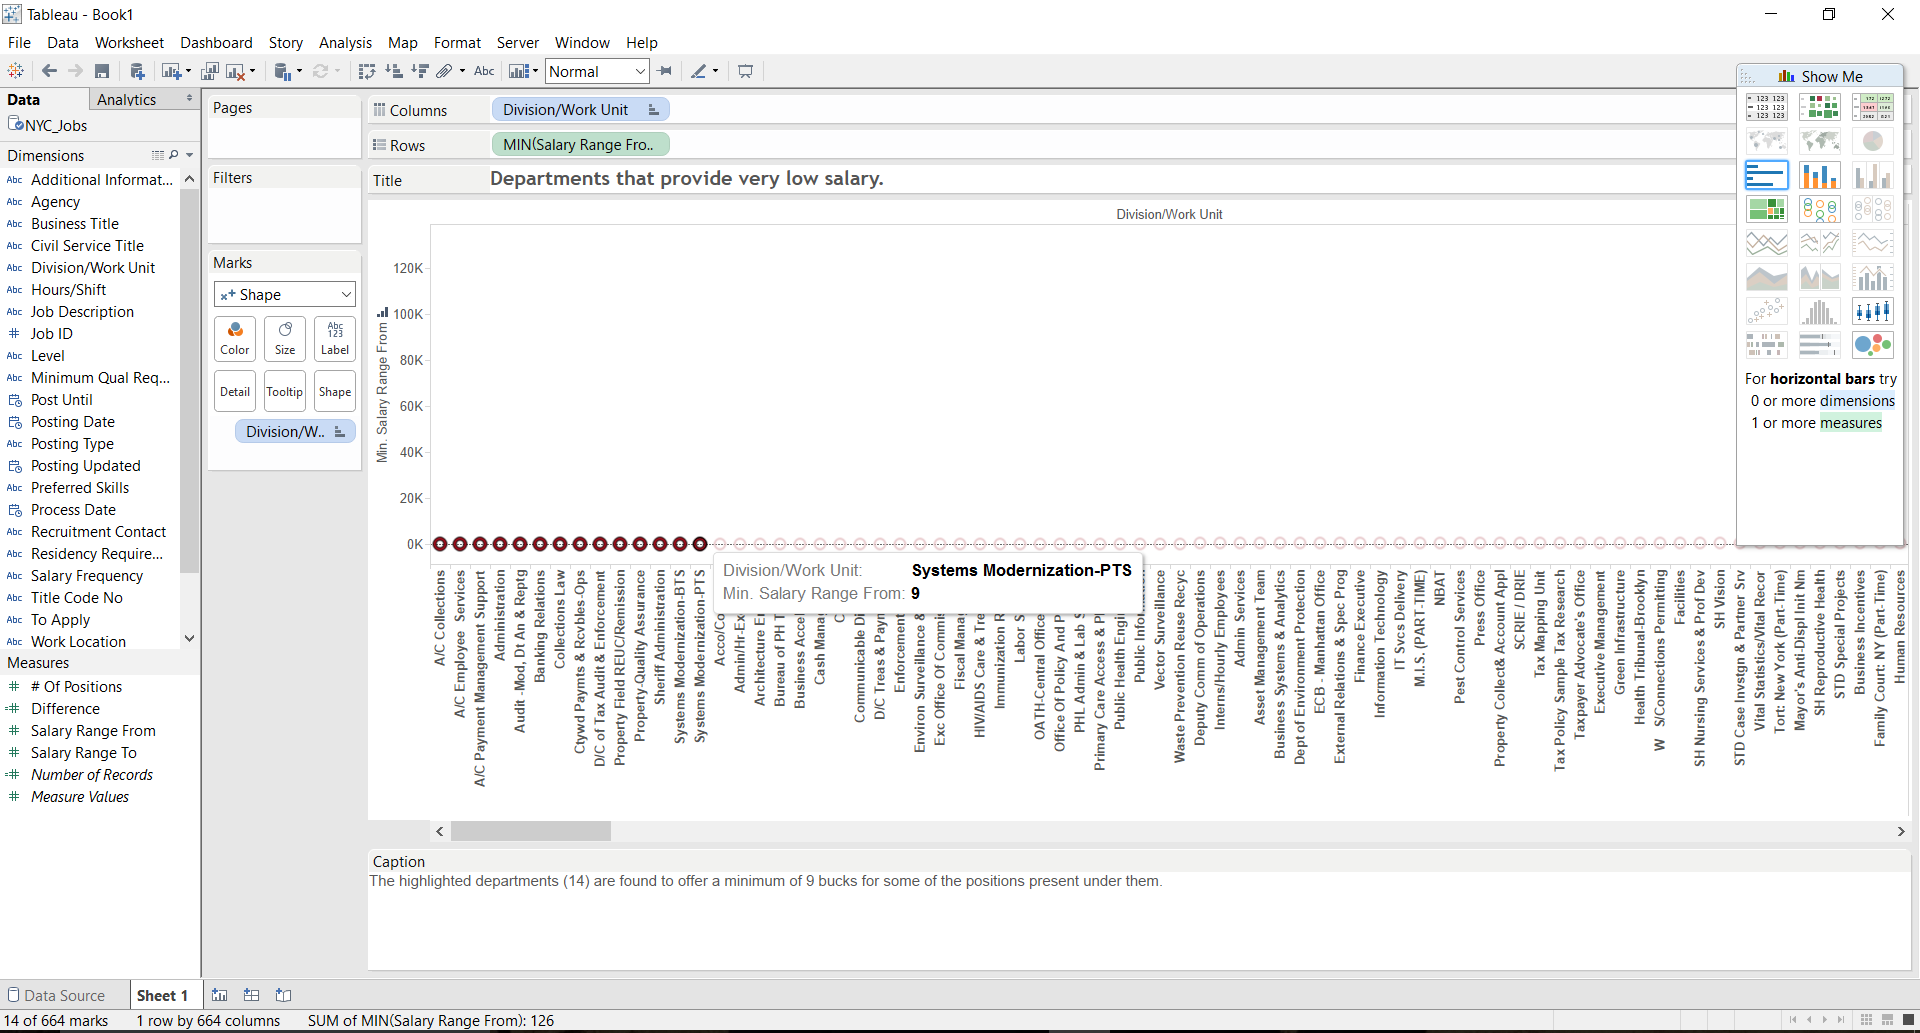 Tableau - Book1
File Data Worksheet Dashboard Story Analysis Map Format Server Window Help
Abc Normal
Show Me
Data Analytics
NYC_Jobs
Dimensions
Abc Additional Informat...
Abc Agency
Abc Business Title
Abc Civil Service Title
Abc Division/Work Unit
Abc Hours/Shift
Abc Job Description
# Job ID
Abc Level
Abc Minimum Qual Req...
Post Until
Posting Date
Abc Posting Type
Posting Updated
Abc Preferred Skills
Process Date
Abc Recruitment Contact
Abc Residency Require...
Abc Salary Frequency
Abc Title Code No
Abc To Apply
Abc Work Location
Measures
# # Of Positions
=# Difference
# Salary Range From
# Salary Range To
=# Number of Records
# Measure Values
Pages
Filters
Marks
Shape
Color Size Abc 123 Label
Detail Tooltip Shape
Division/W..
Columns Division/Work Unit
Rows MIN(Salary Range Fro..
Title Departments that provide very low salary.
Division/Work Unit
Min. Salary Range From
120K
100K
80K
60K
40K
20K
0K
Division/Work Unit: Systems Modernization-PTS
Min. Salary Range From: 9
A/C Collections
A/C Employee Services
A/C Payment Management Support
Administration
Audit -Mod, Dt An & Reptg
Banking Relations
Collections Law
Ctywd Paymts & Rcvbles-Ops
D/C of Tax Audit & Enforcement
Property Field REUC/Remission
Property-Quality Assurance
Sheriff Administration
Systems Modernization-BTS
Systems Modernization-PTS
Acco/Co
Admin/Hr-Ex
Architecture En
Bureau of PH T
Business Acce
Cash Manag
C
Communicable Di
D/C Treas & Paym
Enforcement
Environ Surveillance &
Exc Office Of Commis
Fiscal Manag
HIV/AIDS Care & Tre
Immunization R
Labor S
OATH-Central Office
Office Of Policy And P
PHL Admin & Lab S
Primary Care Access & Pl
Public Health Engin
Public Infor
Vector Surveillance
Waste Prevention Reuse Recyc
Deputy Comm of Operations
Interns/Hourly Employees
Admin Services
Asset Management Team
Business Systems & Analytics
Dept of Environment Protection
ECB - Manhattan Office
External Relations & Spec Prog
Finance Executive
Information Technology
IT Svcs Delivery
M.I.S. (PART-TIME)
NBAT
Pest Control Services
Press Office
Property Collect& Account Appl
SCRIE / DRIE
Tax Mapping Unit
Tax Policy Sample Tax Research
Taxpayer Advocate's Office
Executive Management
Green Infrastructure
Health Tribunal-Brooklyn
W S/Connections Permitting
Facilities
SH Nursing Services & Prof Dev
SH Vision
STD Case Invstgn & Partner Srv
Vital Statistics/Vital Recor
Tort: New York (Part-Time)
Mayor's Anti-Displ Init Nm
SH Reproductive Health
STD Special Projects
Business Incentives
Family Court: NY (Part-Time)
Human Resources
For horizontal bars try
0 or more dimensions
1 or more measures
Caption
The highlighted departments (14) are found to offer a minimum of 9 bucks for some of the positions present under them.
Data Source Sheet 1
14 of 664 marks 1 row by 664 columns SUM of MIN(Salary Range From): 126